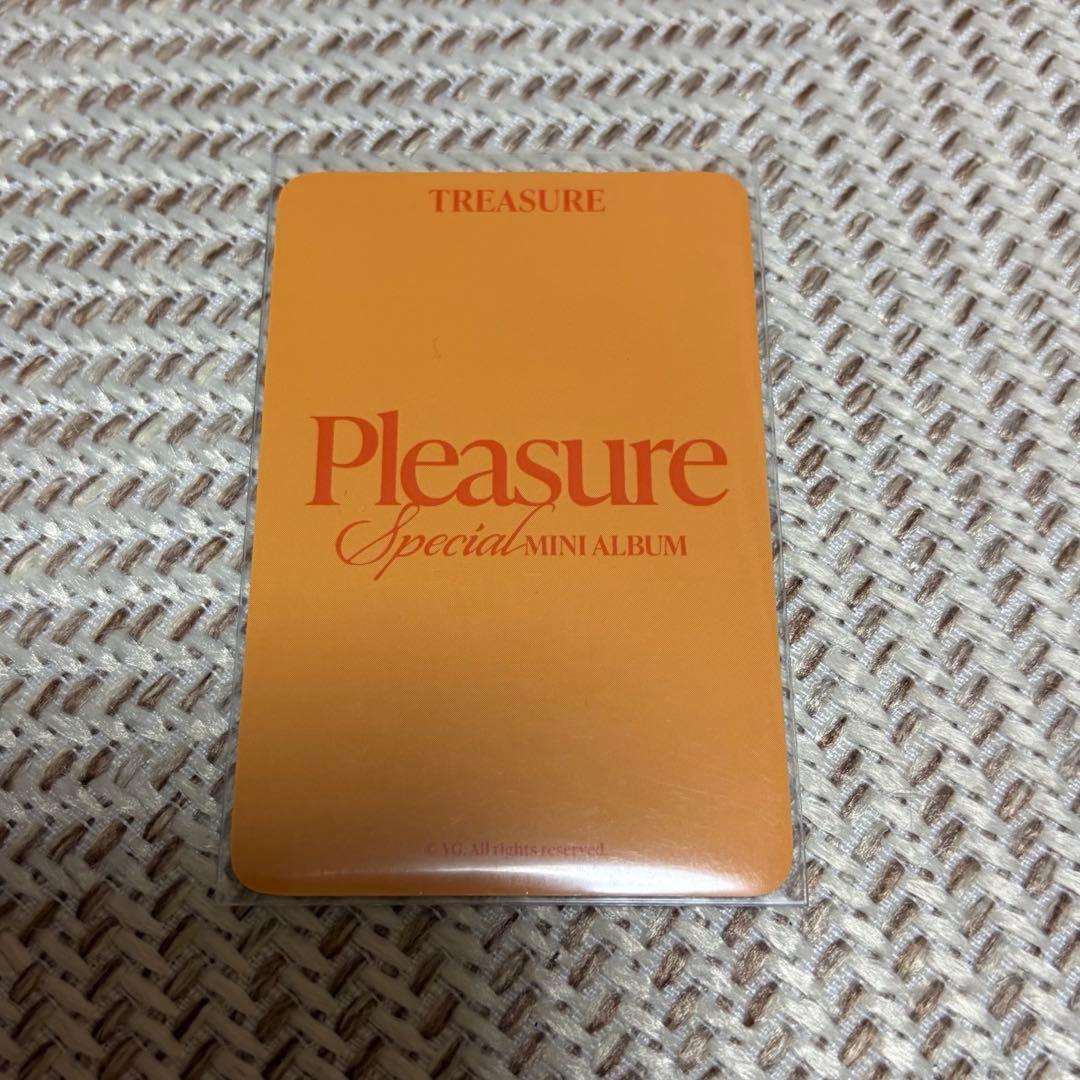 TREASURE
Pleasure
Special MINI ALBUM
© YG. All rights reserved.